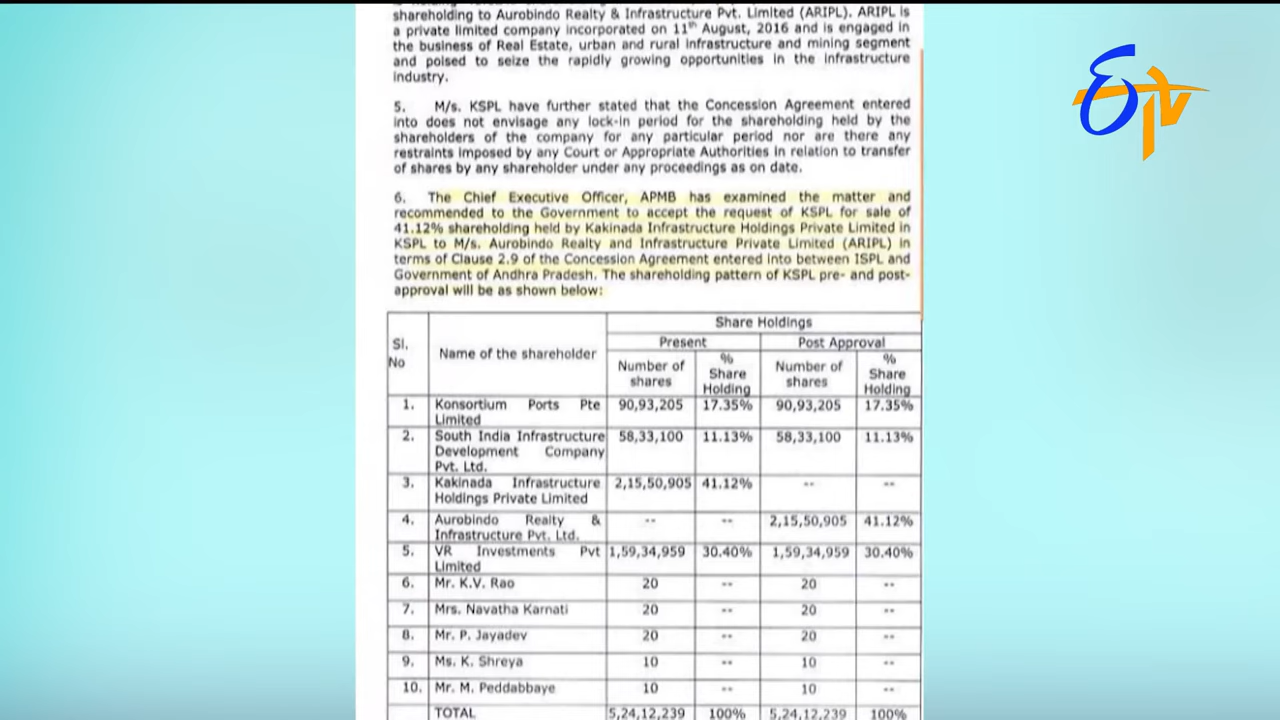 shareholding to Aurobindo Realty & Infrastructure Pvt. Limited (ARIPL). ARIPL is
a private limited company incorporated on 11th August, 2016 and is engaged in
the business of Real Estate, urban and rural infrastructure and mining segment
and poised to seize the rapidly growing opportunities in the infrastructure
industry.
5. M/s. KSPL have further stated that the Concession Agreement entered
into does not envisage any lock-in period for the shareholding held by the
shareholders of the company for any particular period nor are there any
restraints imposed by any Court or Appropriate Authorities in relation to transfer
of shares by any shareholder under any proceedings as on date.
6. The Chief Executive Officer, APMB has examined the matter and
recommended to the Government to accept the request of KSPL for sale of
41.12% shareholding held by Kakinada Infrastructure Holdings Private Limited in
KSPL to M/s. Aurobindo Realty and Infrastructure Private Limited (ARIPL) in
terms of Clause 2.9 of the Concession Agreement entered into between ISPL and
Government of Andhra Pradesh. The shareholding pattern of KSPL pre- and post-
approval will be as shown below:
Sl. No Name of the shareholder Share Holdings
Present Post Approval
Number of shares % Share Holding Number of shares % Share Holding
1. Konsortium Ports Pte Limited 90,93,205 17.35% 90,93,205 17.35%
2. South India Infrastructure Development Company Pvt. Ltd. 58,33,100 11.13% 58,33,100 11.13%
3. Kakinada Infrastructure Holdings Private Limited 2,15,50,905 41.12% -- --
4. Aurobindo Realty & Infrastructure Pvt. Ltd. -- -- 2,15,50,905 41.12%
5. VR Investments Pvt Limited 1,59,34,959 30.40% 1,59,34,959 30.40%
6. Mr. K.V. Rao 20 -- 20 --
7. Mrs. Navatha Karnati 20 -- 20 --
8. Mr. P. Jayadev 20 -- 20 --
9. Ms. K. Shreya 10 -- 10 --
10. Mr. M. Peddabbaye 10 -- 10 --
TOTAL 5,24,12,239 100% 5,24,12,239 100%
ETV